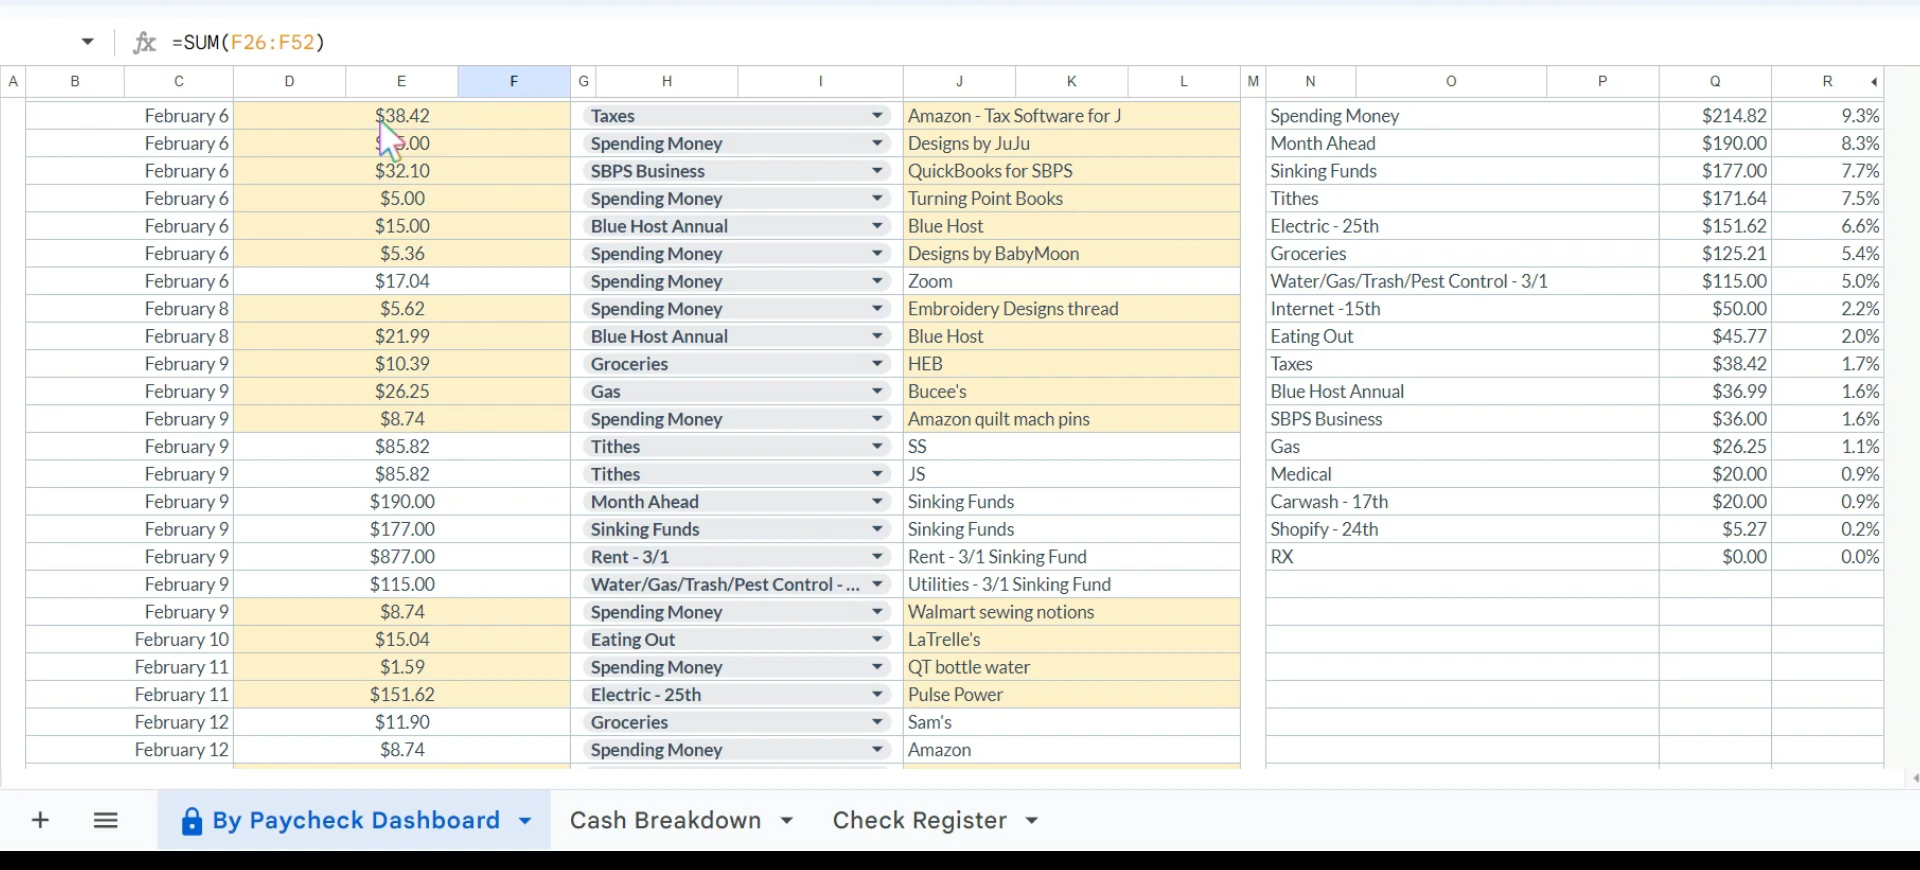 =SUM(F26:F52)
A B C D E F G H I J K L M N O P Q R
February 6 $38.42 Taxes Amazon - Tax Software for J Spending Money $214.82 9.3%
February 6 5.00 Spending Money Designs by JuJu Month Ahead $190.00 8.3%
February 6 $32.10 SBPS Business QuickBooks for SBPS Sinking Funds $177.00 7.7%
February 6 $5.00 Spending Money Turning Point Books Tithes $171.64 7.5%
February 6 $15.00 Blue Host Annual Blue Host Electric - 25th $151.62 6.6%
February 6 $5.36 Spending Money Designs by BabyMoon Groceries $125.21 5.4%
February 6 $17.04 Spending Money Zoom Water/Gas/Trash/Pest Control - 3/1 $115.00 5.0%
February 8 $5.62 Spending Money Embroidery Designs thread Internet -15th $50.00 2.2%
February 8 $21.99 Blue Host Annual Blue Host Eating Out $45.77 2.0%
February 9 $10.39 Groceries HEB Taxes $38.42 1.7%
February 9 $26.25 Gas Bucee's Blue Host Annual $36.99 1.6%
February 9 $8.74 Spending Money Amazon quilt mach pins SBPS Business $36.00 1.6%
February 9 $85.82 Tithes SS Gas $26.25 1.1%
February 9 $85.82 Tithes JS Medical $20.00 0.9%
February 9 $190.00 Month Ahead Sinking Funds Carwash - 17th $20.00 0.9%
February 9 $177.00 Sinking Funds Sinking Funds Shopify - 24th $5.27 0.2%
February 9 $877.00 Rent - 3/1 Rent - 3/1 Sinking Fund RX $0.00 0.0%
February 9 $115.00 Water/Gas/Trash/Pest Control - ... Utilities - 3/1 Sinking Fund
February 9 $8.74 Spending Money Walmart sewing notions
February 10 $15.04 Eating Out LaTrelle's
February 11 $1.59 Spending Money QT bottle water
February 11 $151.62 Electric - 25th Pulse Power
February 12 $11.90 Groceries Sam's
February 12 $8.74 Spending Money Amazon
By Paycheck Dashboard Cash Breakdown Check Register